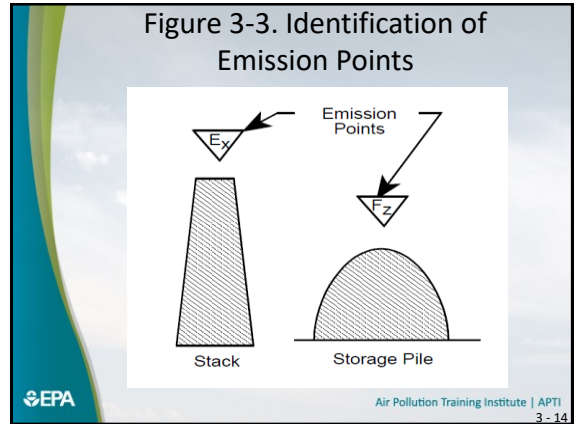 Figure 3-3. Identification of
Emission Points
Emission
Points
Ex
Fz
Stack
Storage Pile
EPA
Air Pollution Training Institute | APTI
3 - 14